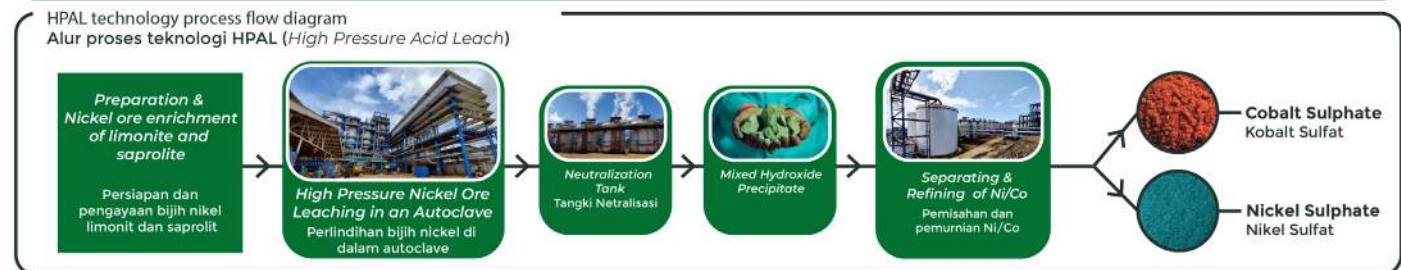 HPAL technology process flow diagram
Alur proses teknologi HPAL (High Pressure Acid Leach)
Preparation &
Nickel ore enrichment
of limonite and
saprolite
Persiapan dan
pengayaan bijih nikel
limonit dan saprolit
High Pressure Nickel Ore
Leaching in an Autoclave
Perlindihan bijih nickel di
dalam autoclave
Neutralization
Tank
Tangki Netralisasi
Mixed Hydroxide
Precipitate
Separating &
Refining of Ni/Co
Pemisahan dan
pemurnian Ni/Co
Cobalt Sulphate
Kobalt Sulfat
Nickel Sulphate
Nikel Sulfat